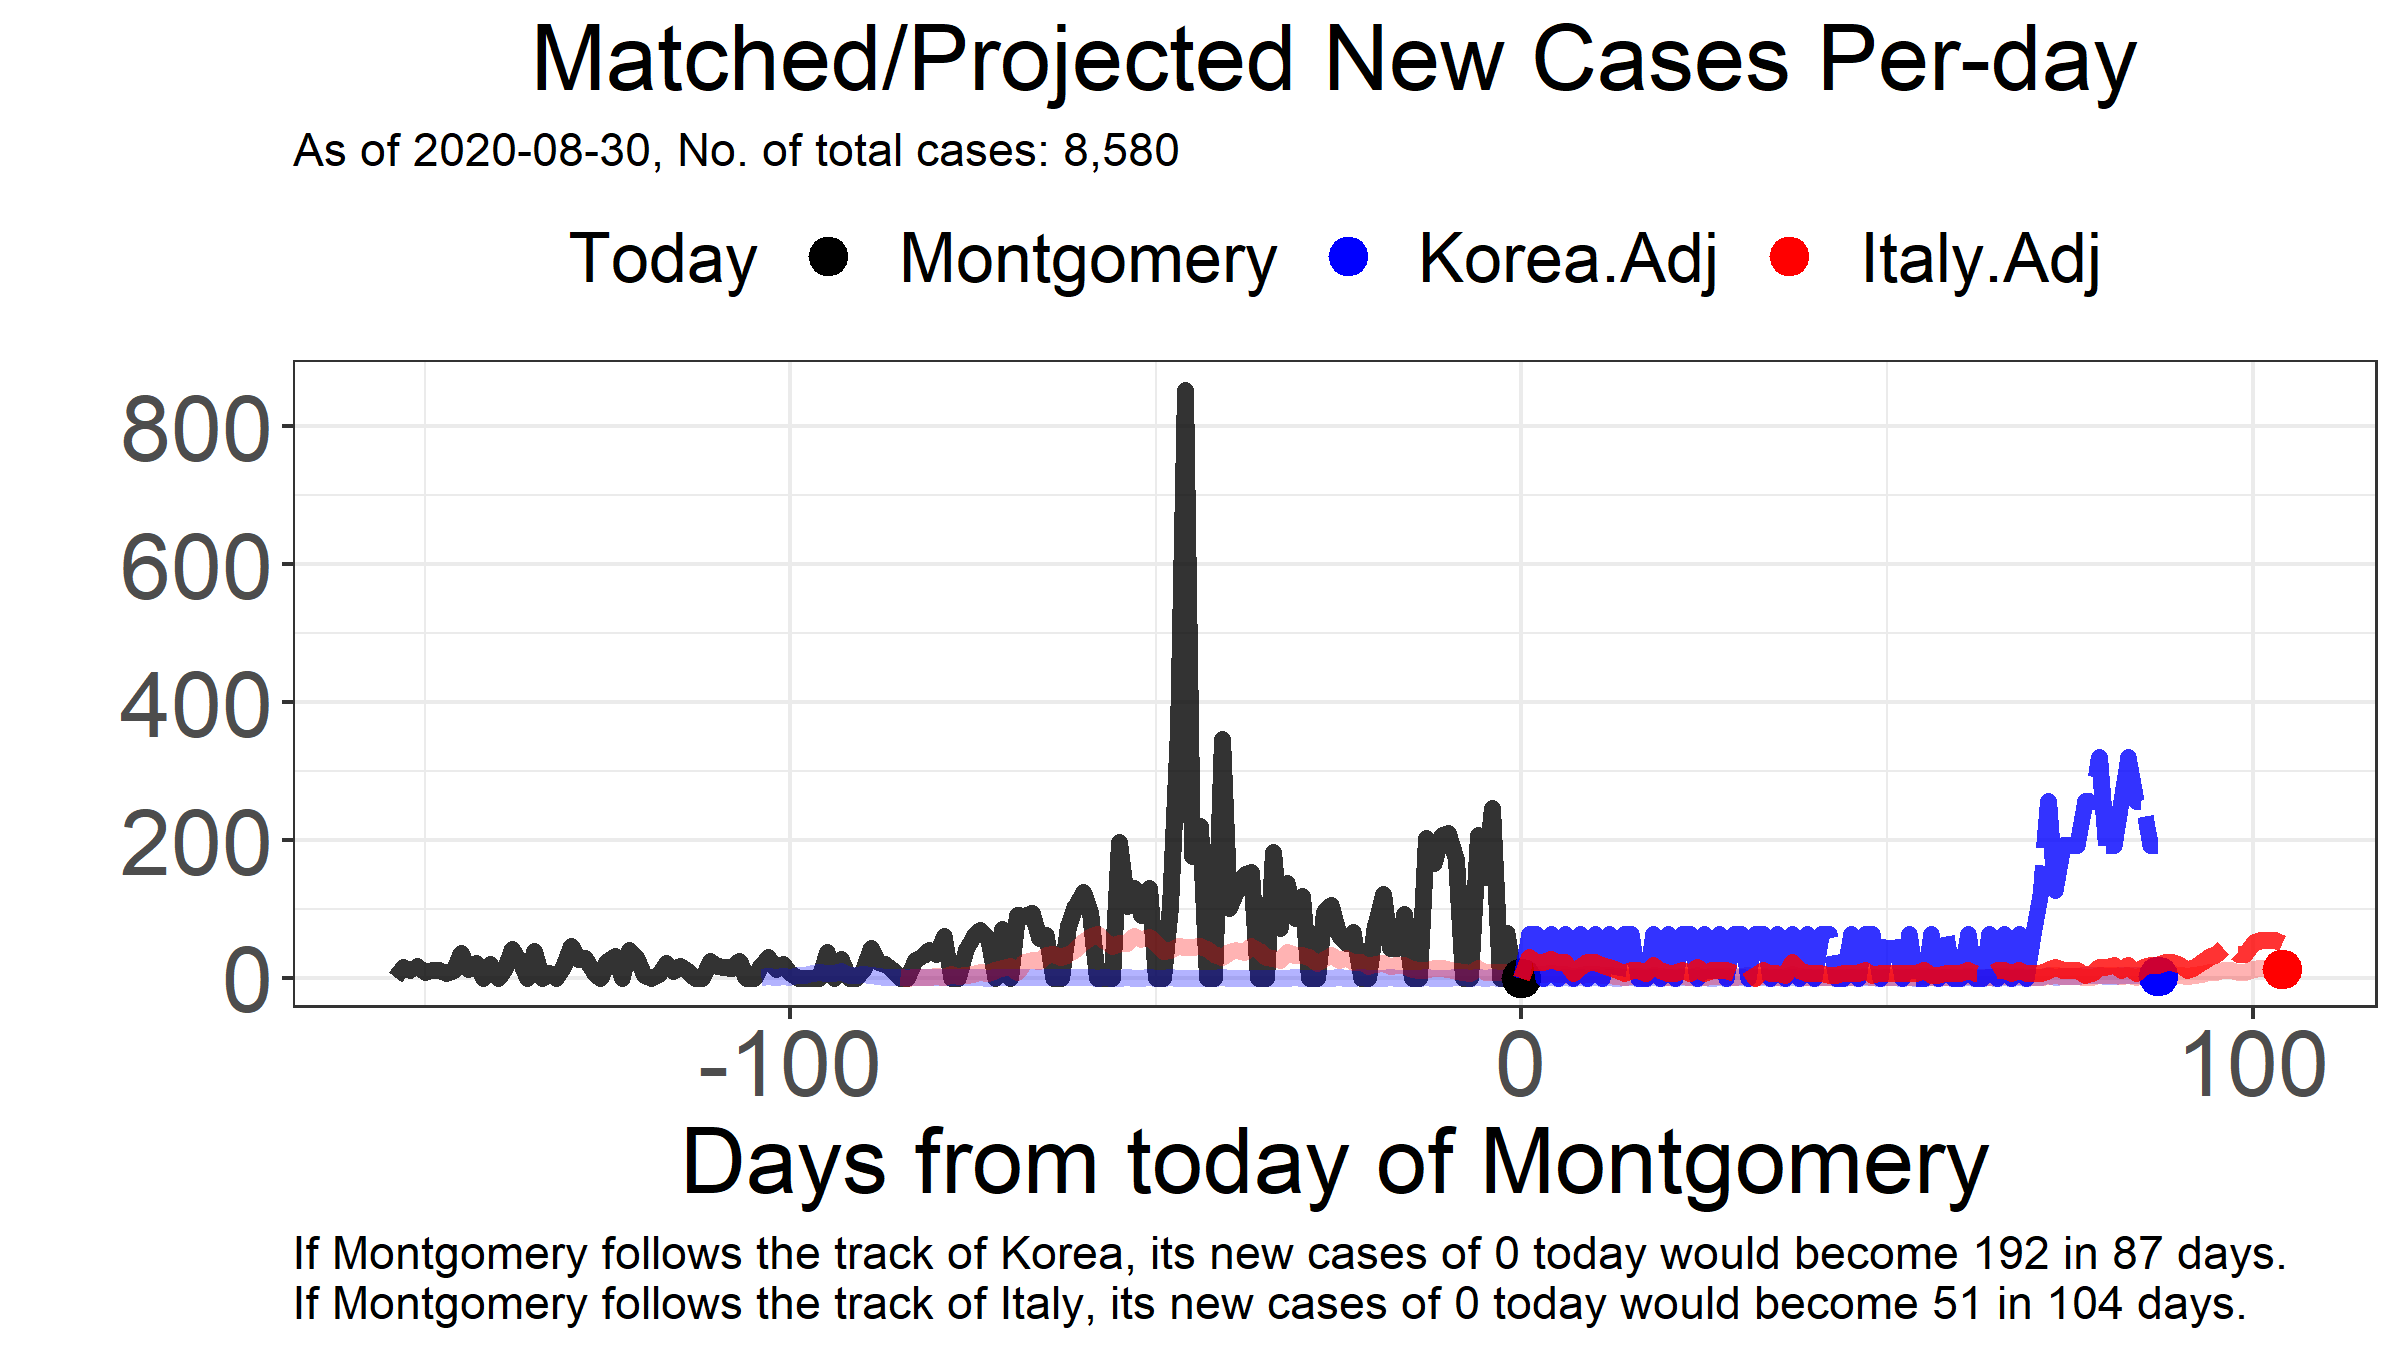 Matched/Projected New Cases Per-day
As of 2020-08-30, No. of total cases: 8,580
Today Montgomery Korea.Adj Italy.Adj
800
600
400
200
0
-100 0 100
Days from today of Montgomery
If Montgomery follows the track of Korea, its new cases of 0 today would become 192 in 87 days.
If Montgomery follows the track of Italy, its new cases of 0 today would become 51 in 104 days.